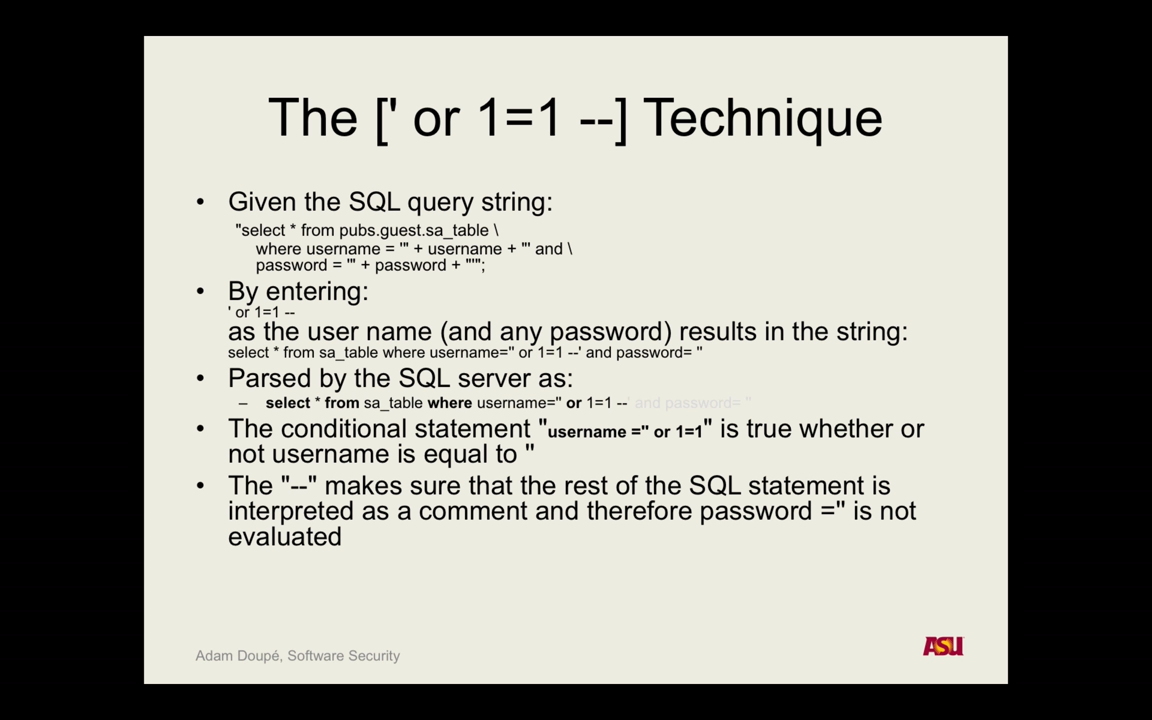 The [' or 1=1 --] Technique
• Given the SQL query string:
"select * from pubs.guest.sa_table \
where username = '" + username + "' and \
password = '" + password + "'";
• By entering:
' or 1=1 --
as the user name (and any password) results in the string:
select * from sa_table where username='' or 1=1 --' and password= ''
• Parsed by the SQL server as:
– select * from sa_table where username='' or 1=1 --' and password= ''
• The conditional statement "username ='' or 1=1" is true whether or
not username is equal to ''
• The "--" makes sure that the rest of the SQL statement is
interpreted as a comment and therefore password ='' is not
evaluated
Adam Doupé, Software Security
ASU